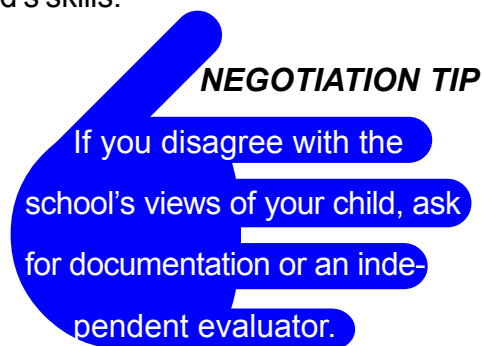 d's skills.
NEGOTIATION TIP
If you disagree with the
school's views of your child, ask
for documentation or an inde-
pendent evaluator.